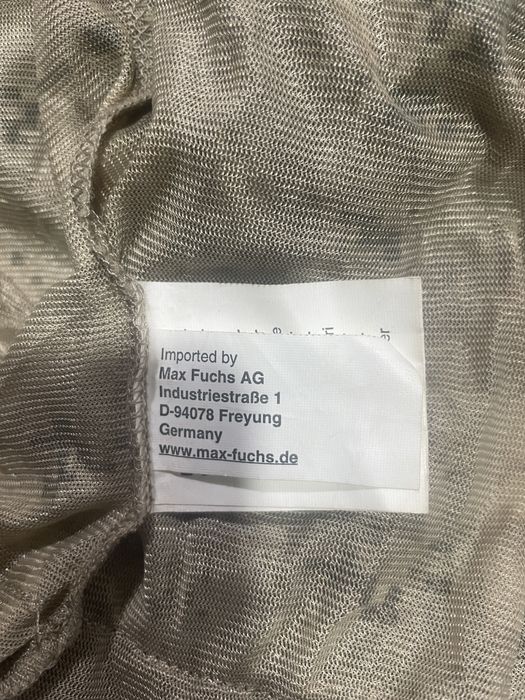 Imported by
Max Fuchs AG
Industriestraße 1
D-94078 Freyung
Germany
www.max-fuchs.de